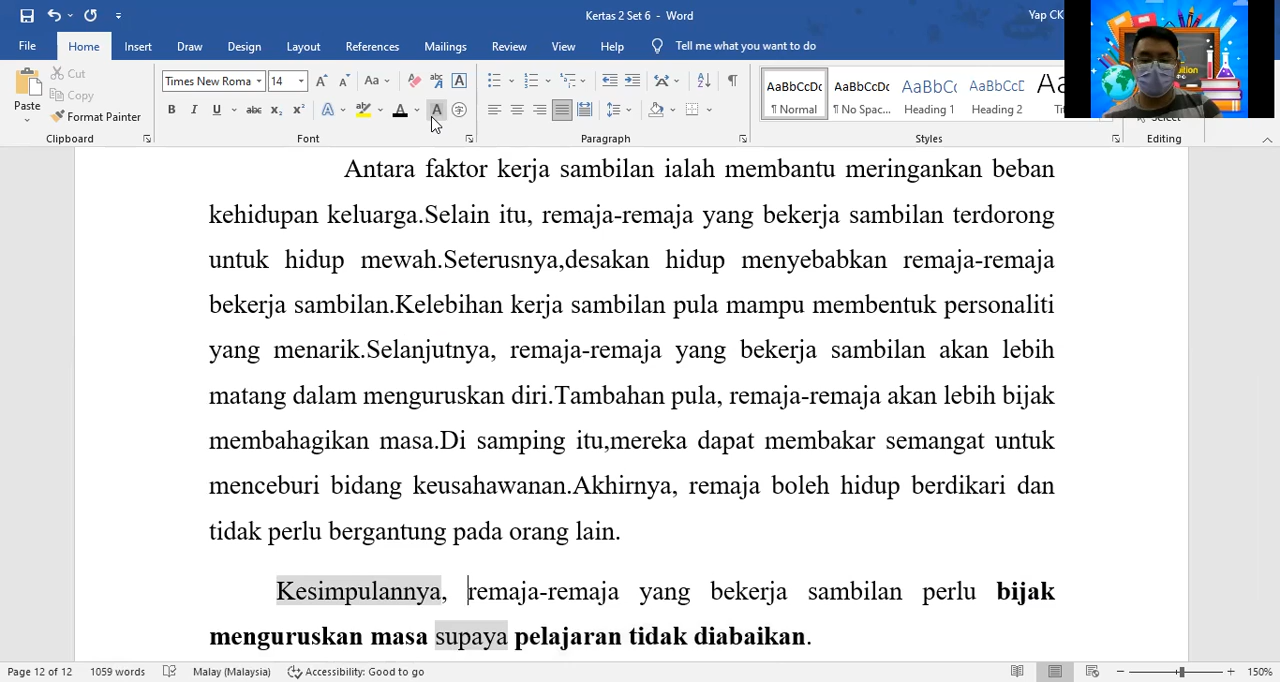 Kertas 2 Set 6 - Word
Yap CK
File Home Insert Draw Design Layout References Mailings Review View Help Tell me what you want to do
Paste
Cut
Copy
Format Painter
Times New Roma 14
AaBbCcDc AaBbCcDc AaBbC AaBbCcD Aa
¶ Normal ¶ No Spac... Heading 1 Heading 2
Select
Clipboard Font Paragraph Styles Editing
Antara faktor kerja sambilan ialah membantu meringankan beban
kehidupan keluarga.Selain itu, remaja-remaja yang bekerja sambilan terdorong
untuk hidup mewah.Seterusnya,desakan hidup menyebabkan remaja-remaja
bekerja sambilan.Kelebihan kerja sambilan pula mampu membentuk personaliti
yang menarik.Selanjutnya, remaja-remaja yang bekerja sambilan akan lebih
matang dalam menguruskan diri.Tambahan pula, remaja-remaja akan lebih bijak
membahagikan masa.Di samping itu,mereka dapat membakar semangat untuk
menceburi bidang keusahawanan.Akhirnya, remaja boleh hidup berdikari dan
tidak perlu bergantung pada orang lain.
Kesimpulannya, remaja-remaja yang bekerja sambilan perlu bijak
menguruskan masa supaya pelajaran tidak diabaikan.
Page 12 of 12 1059 words Malay (Malaysia) Accessibility: Good to go 150%